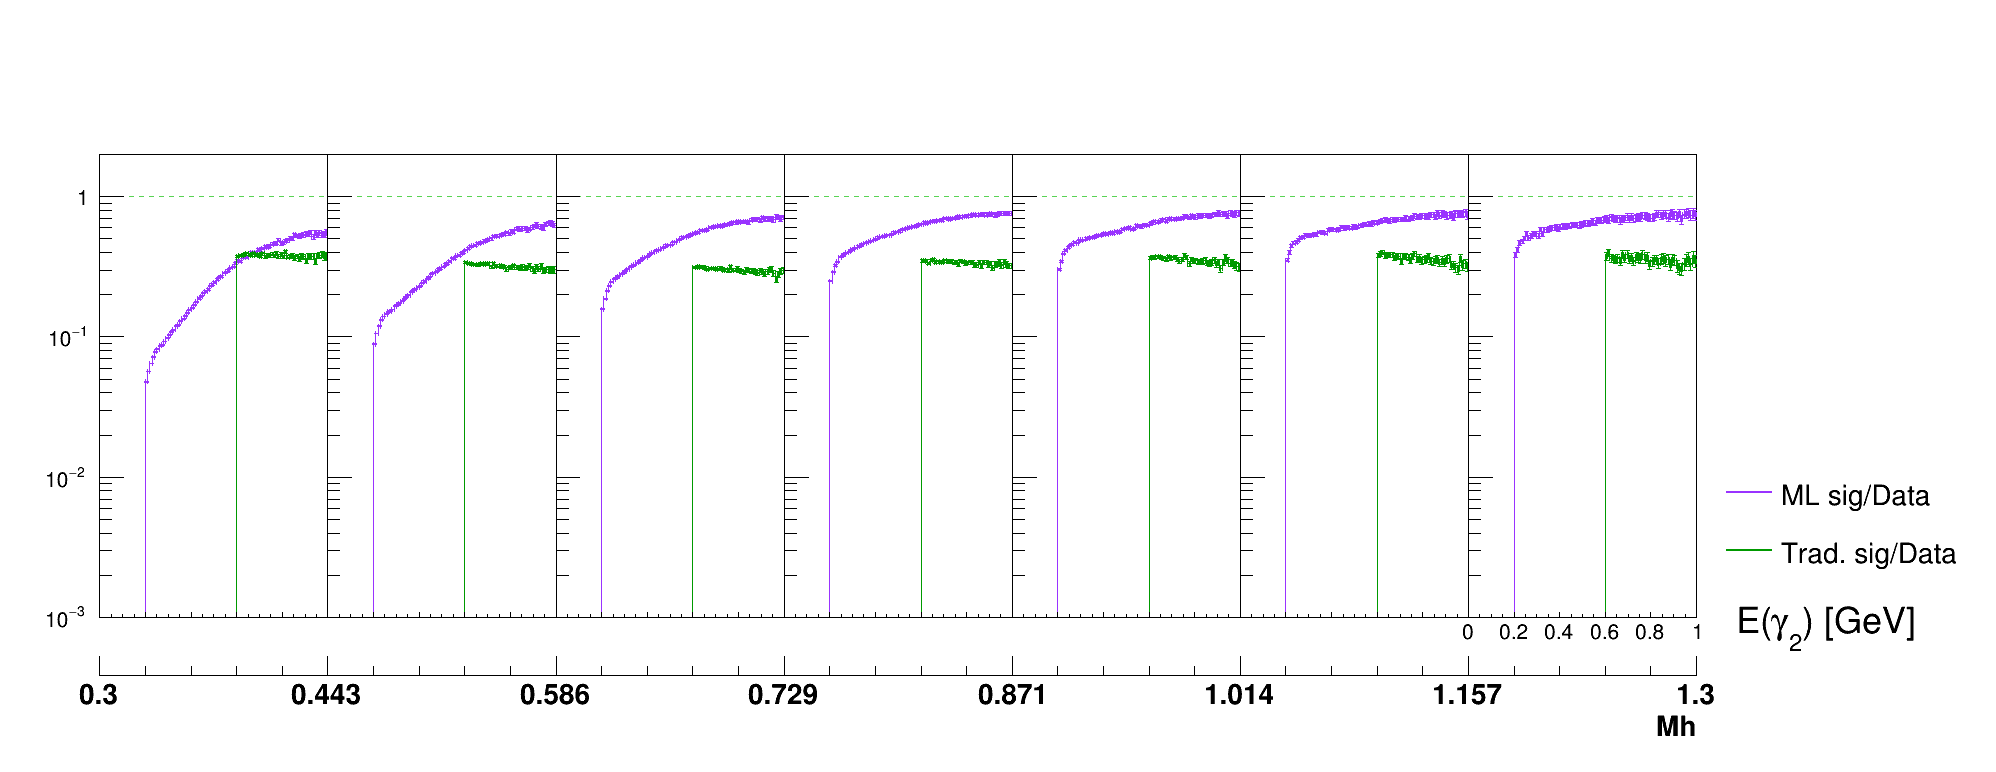 1
10⁻¹
10⁻²
10⁻³
ML sig/Data
Trad. sig/Data
E(γ₂) [GeV]
0 0.2 0.4 0.6 0.8 1
0.3 0.443 0.586 0.729 0.871 1.014 1.157 1.3
Mh